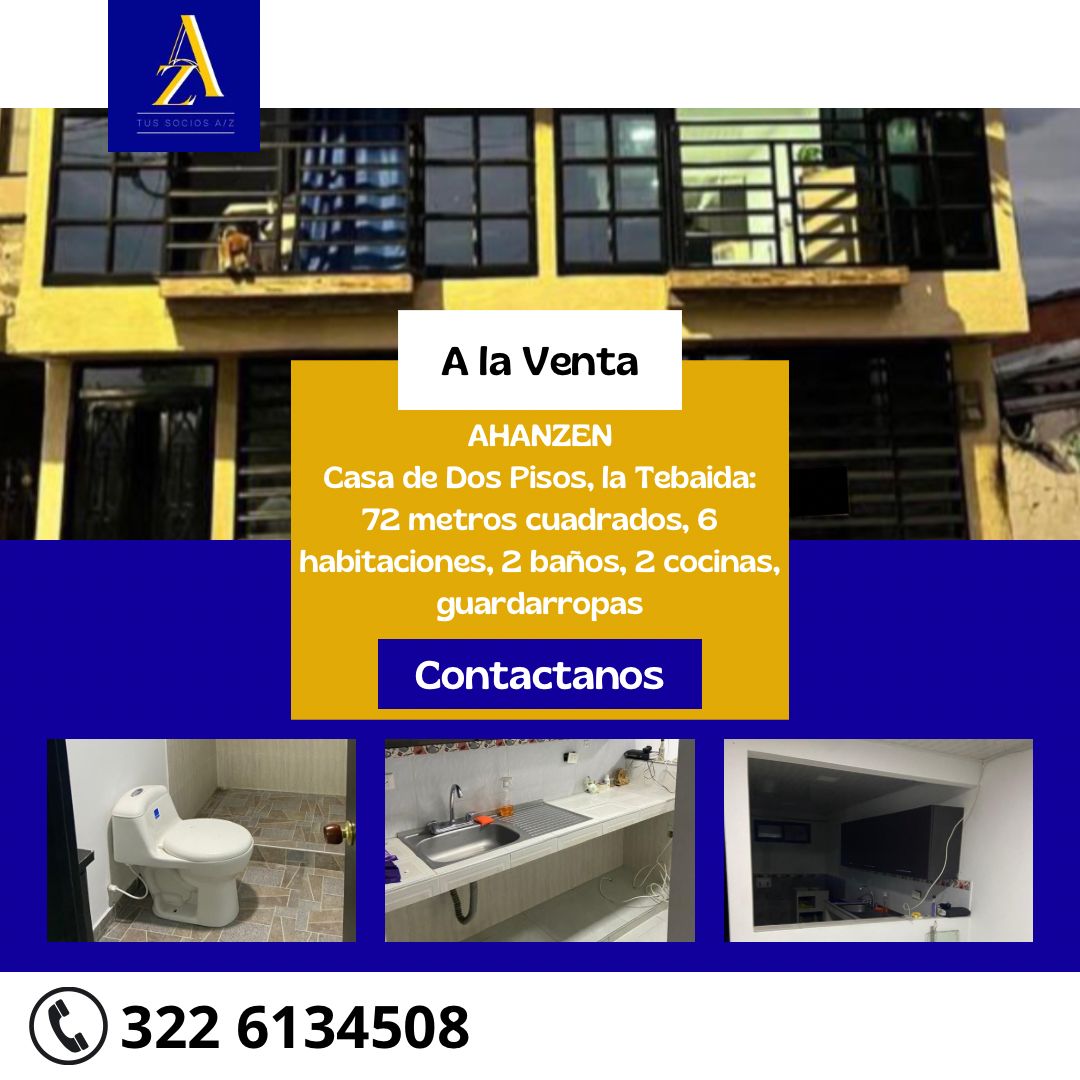 AZ
TUS SOCIOS A/Z
A la Venta
AHANZEN
Casa de Dos Pisos, la Tebaida:
72 metros cuadrados, 6
habitaciones, 2 baños, 2 cocinas,
guardarropas
Contactanos
322 6134508